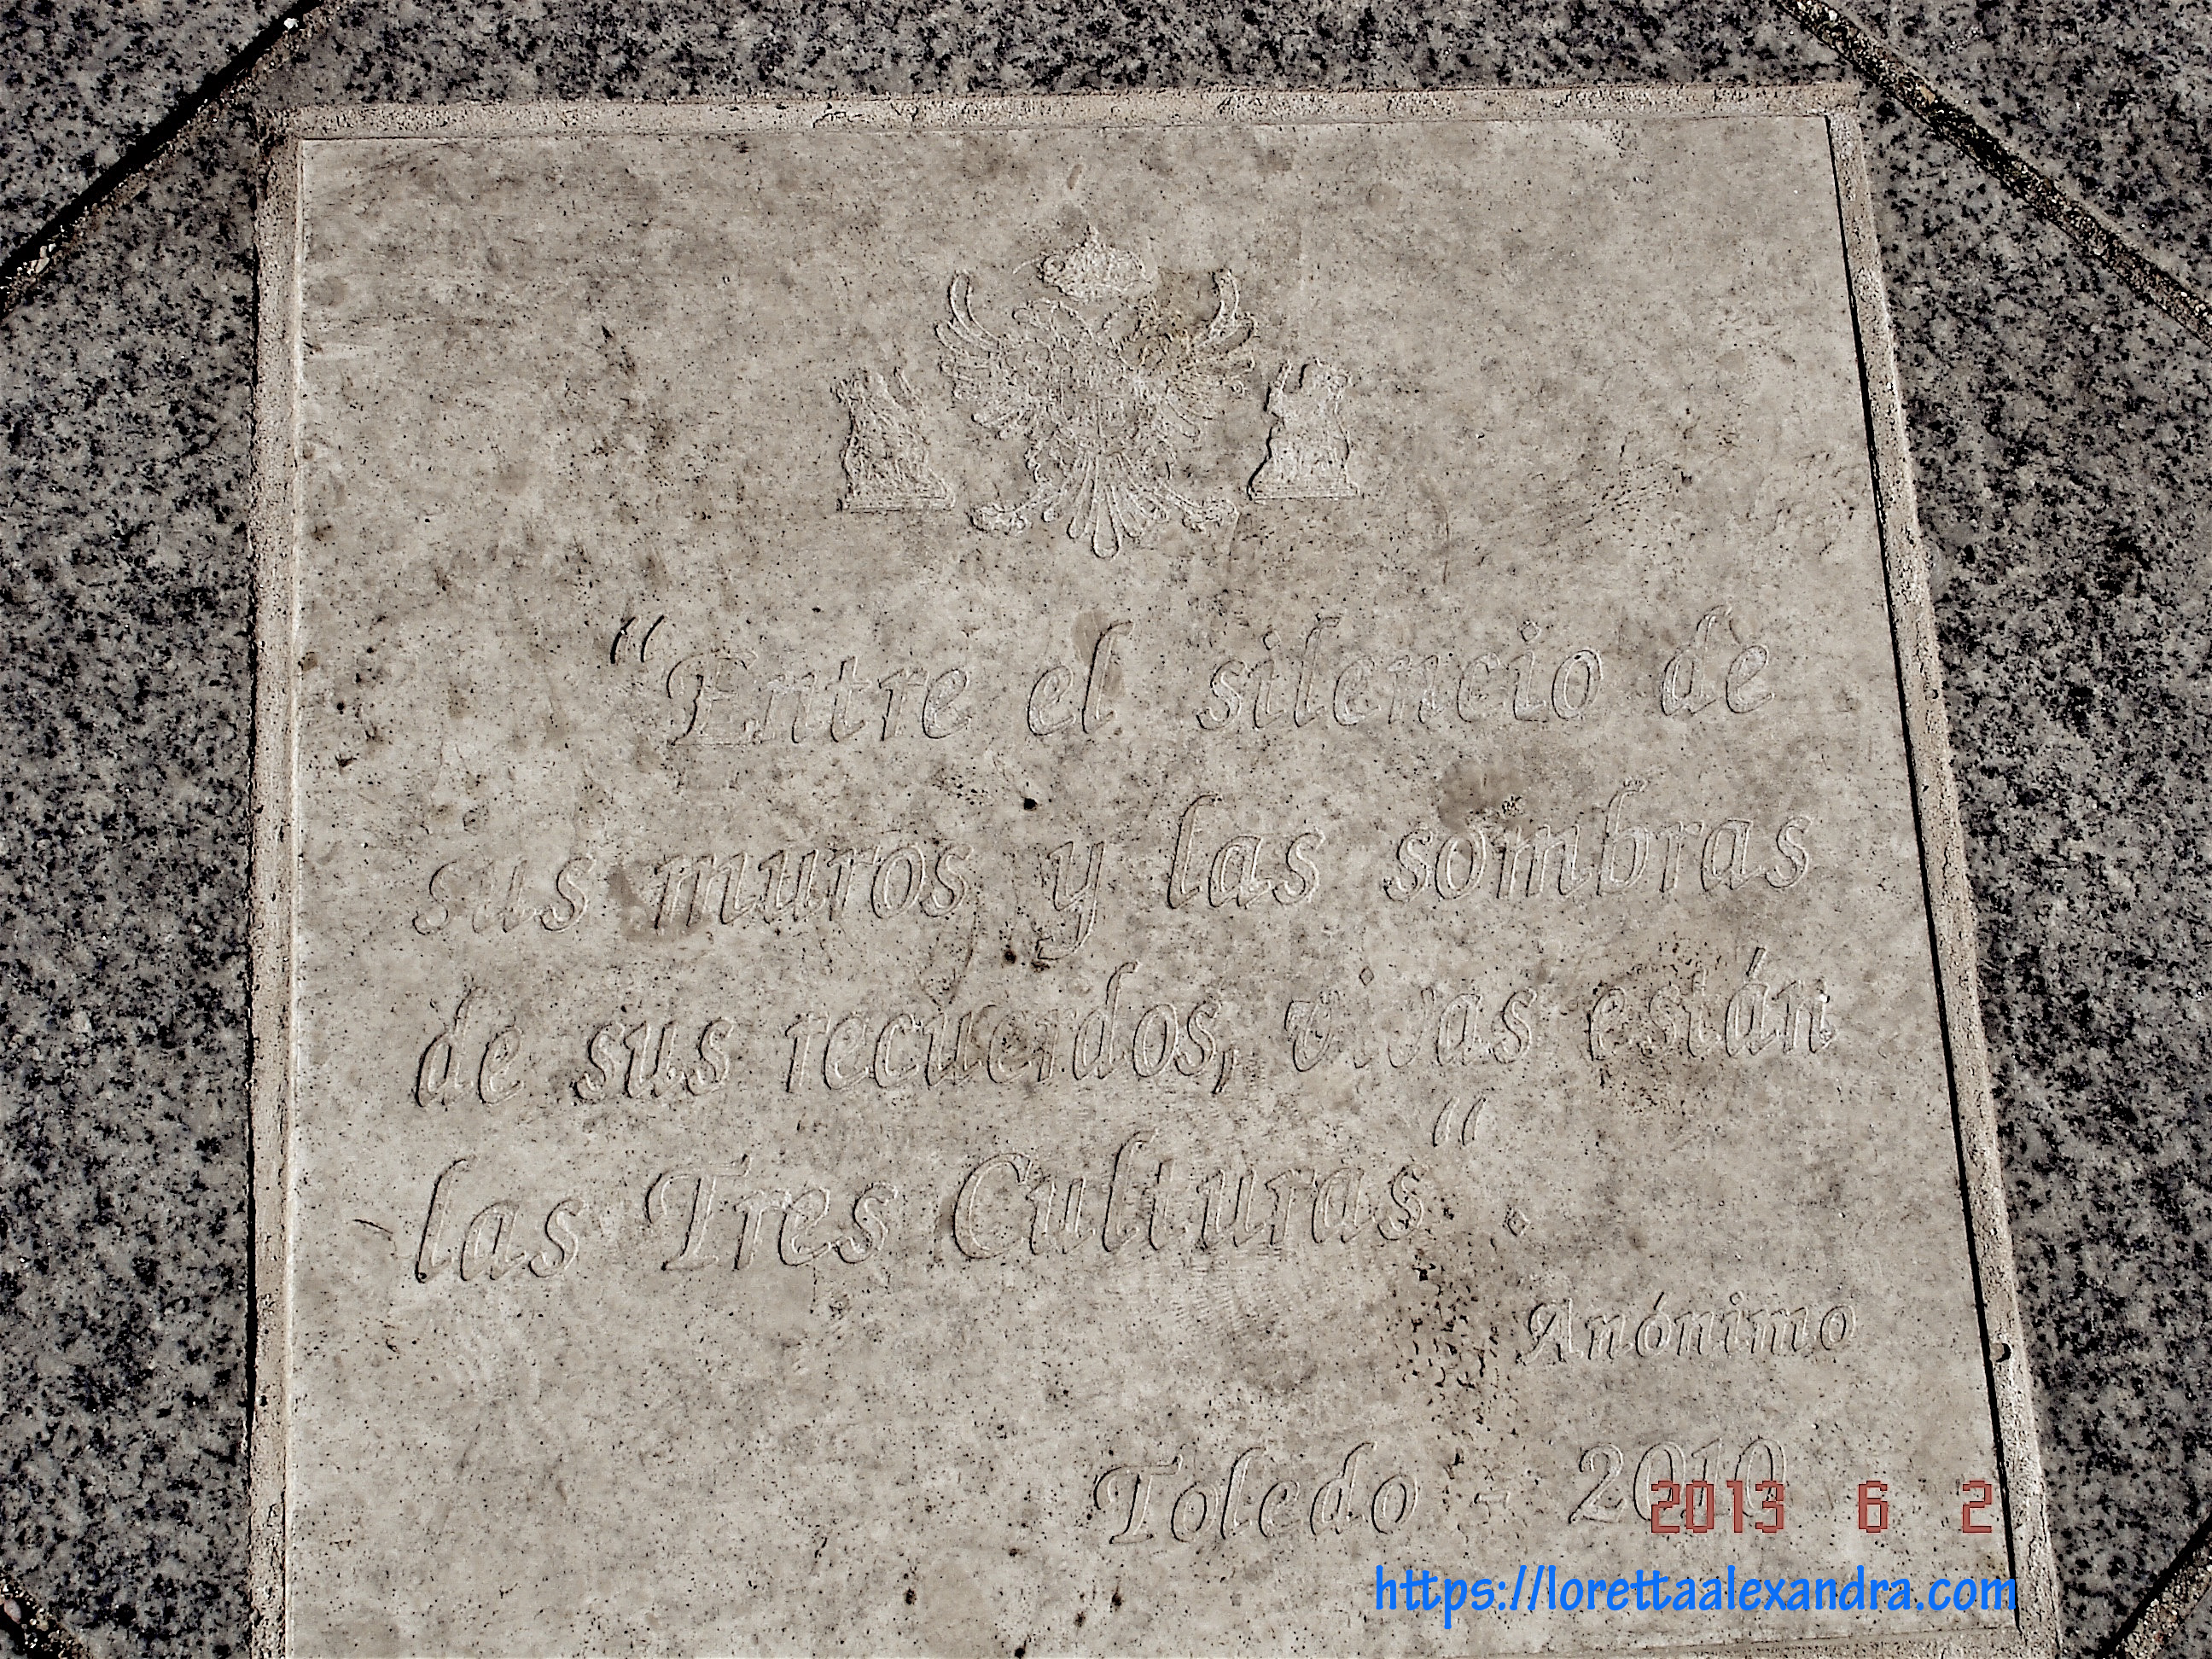 “Entre el silencio de
sus muros y las sombras
de sus recuerdos, vivas están
las Tres Culturas“ .
Anónimo
Toledo - 2010
2013 6 2
https://lorettaalexandra.com